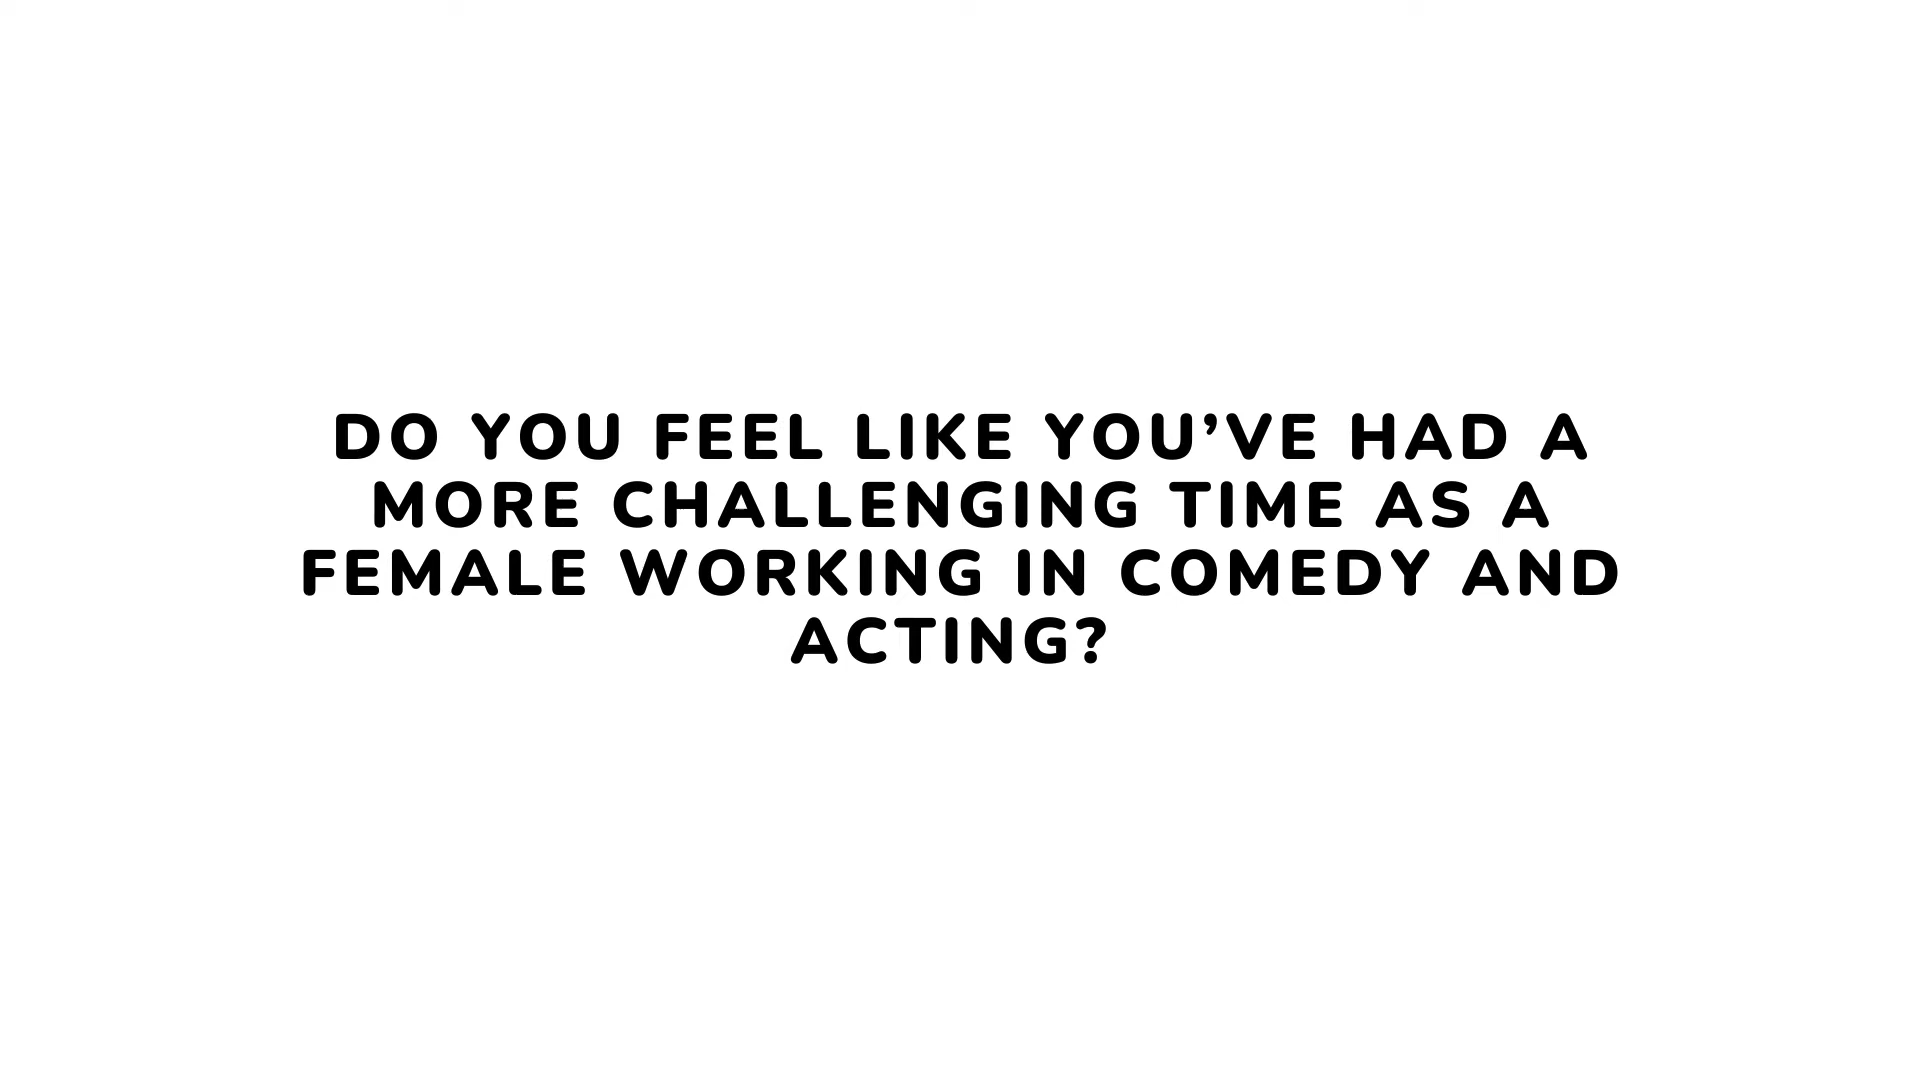 DO YOU FEEL LIKE YOU’VE HAD A
MORE CHALLENGING TIME AS A
FEMALE WORKING IN COMEDY AND
ACTING?